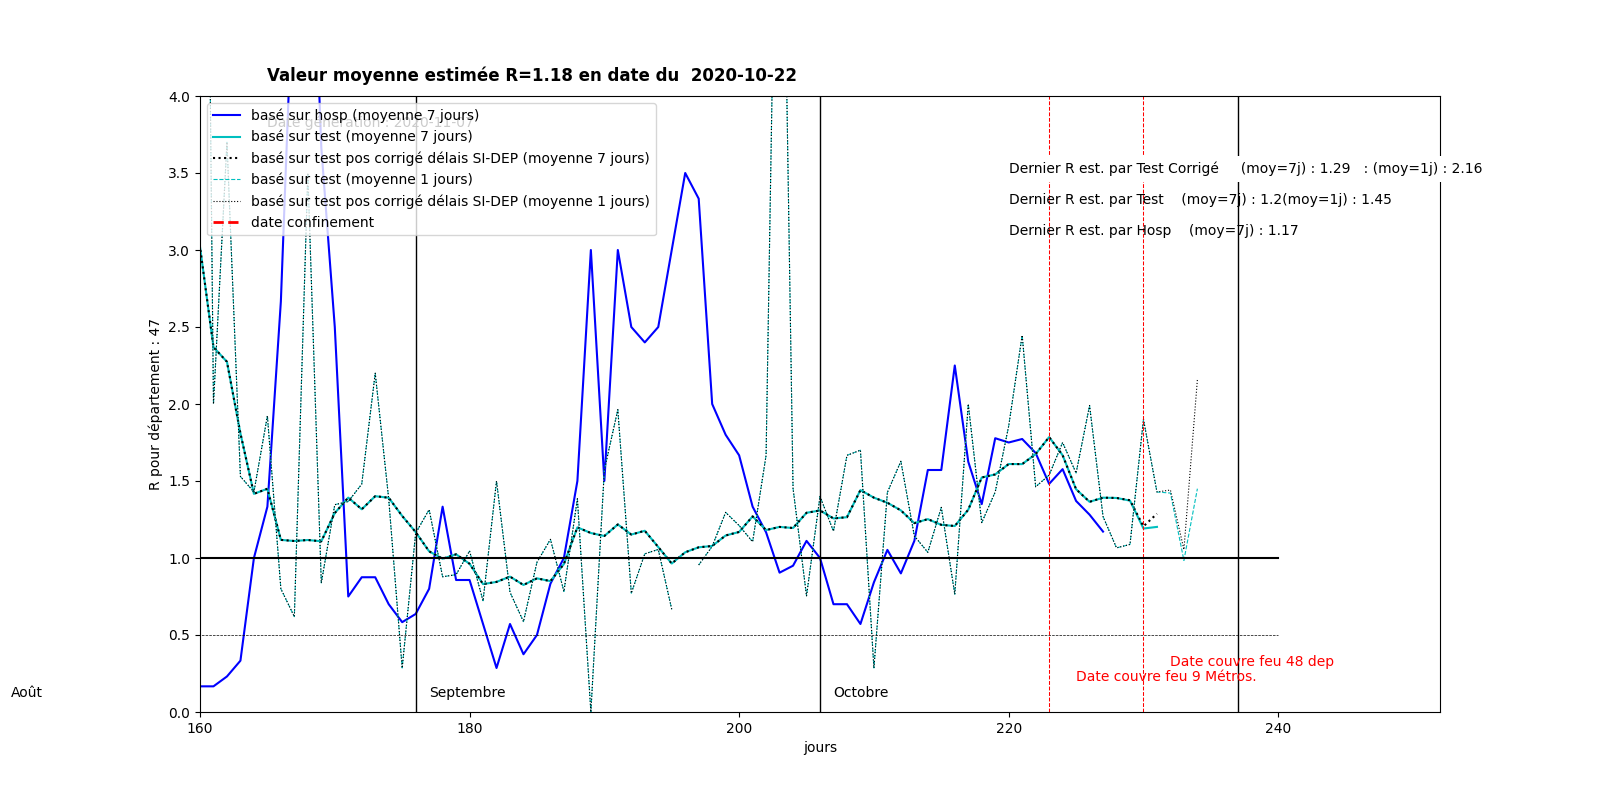 Valeur moyenne estimée R=1.18 en date du  2020-10-22
Date génération : 2020-11-07
basé sur hosp (moyenne 7 jours)
basé sur test (moyenne 7 jours)
basé sur test pos corrigé délais SI-DEP (moyenne 7 jours)
basé sur test (moyenne 1 jours)
basé sur test pos corrigé délais SI-DEP (moyenne 1 jours)
date confinement
Dernier R est. par Test Corrigé     (moy=7j) : 1.29   : (moy=1j) : 2.16
Dernier R est. par Test    (moy=7j) : 1.2(moy=1j) : 1.45
Dernier R est. par Hosp    (moy=7j) : 1.17
R pour département : 47
4.0
3.5
3.0
2.5
2.0
1.5
1.0
0.5
0.0
Date couvre feu 48 dep
Date couvre feu 9 Métros.
Août
Septembre
Octobre
160
180
200
220
240
jours